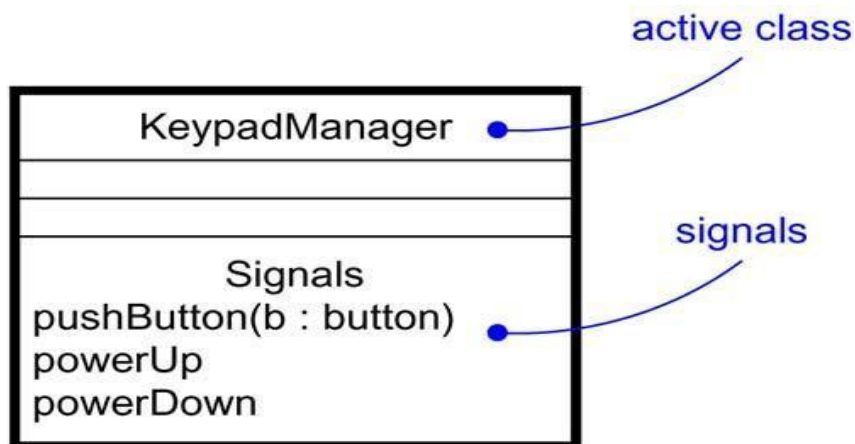 active class
KeypadManager
signals
Signals
pushButton(b : button)
powerUp
powerDown